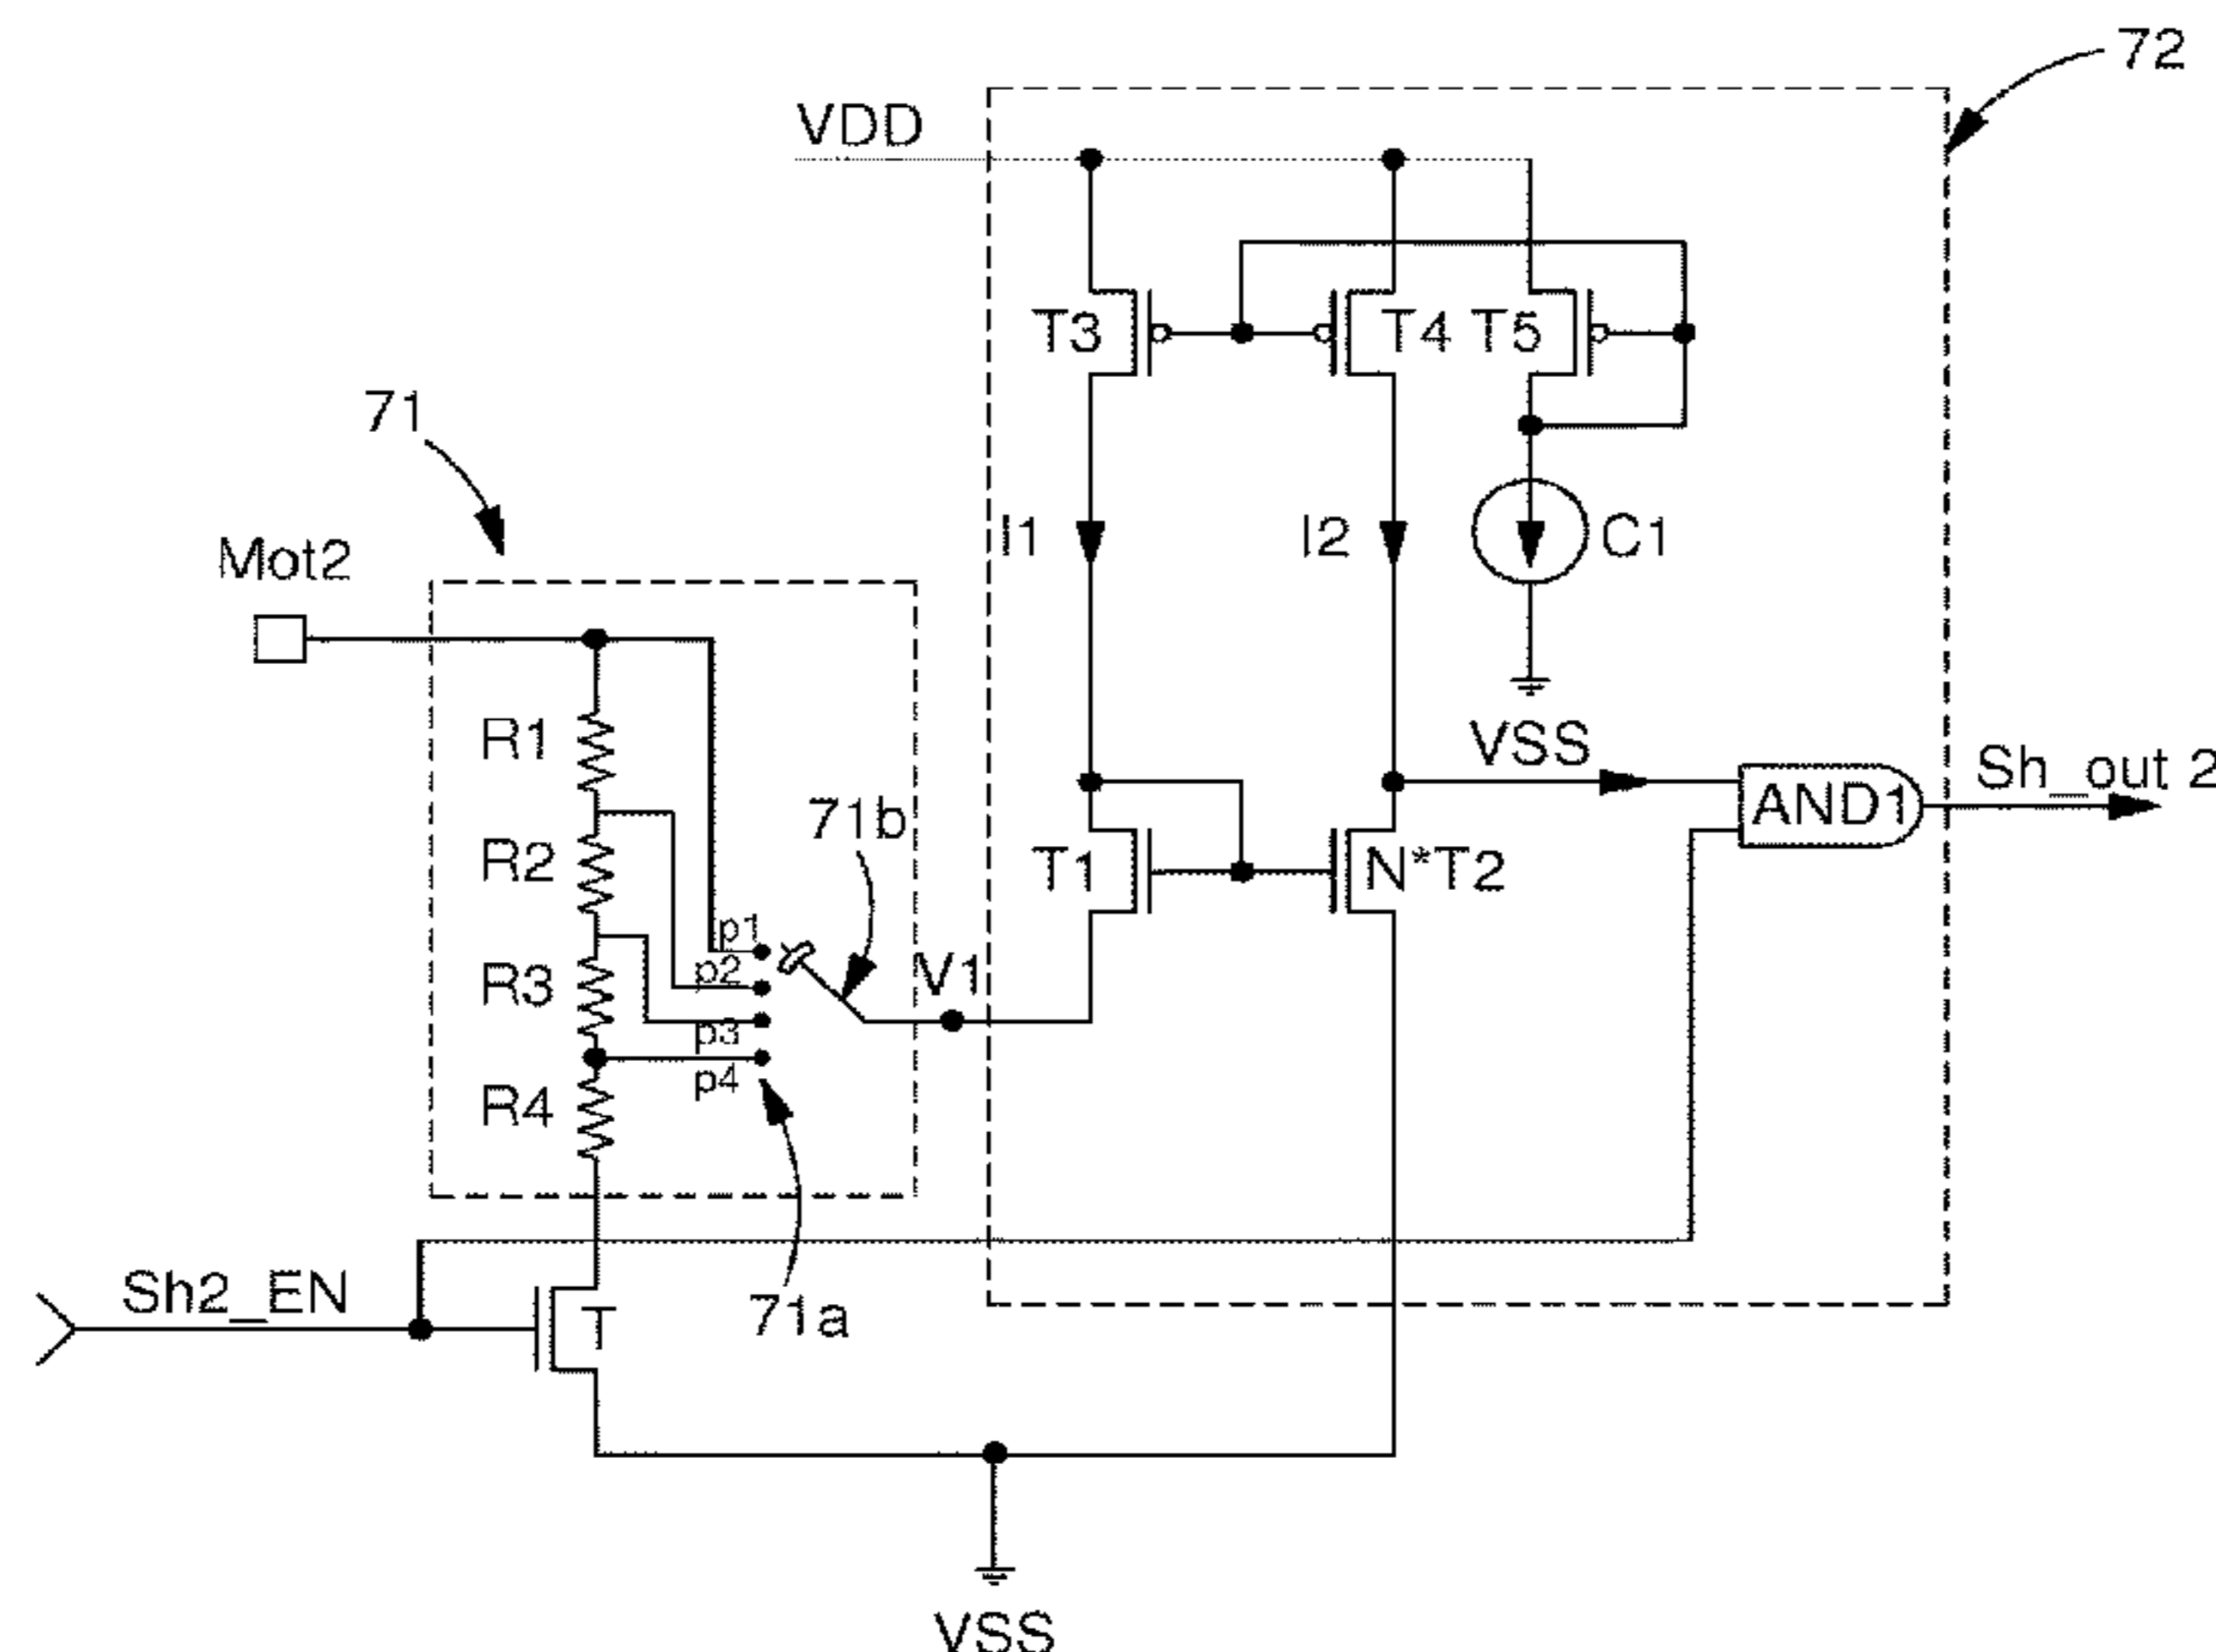 72
VDD
T3
T4
T5
71
I1
I2
C1
Mot2
R1
VSS
Sh_out 2
AND1
71b
R2
T1
N*T2
p1
p2
V1
R3
p3
p4
R4
Sh2_EN
T
71a
VSS